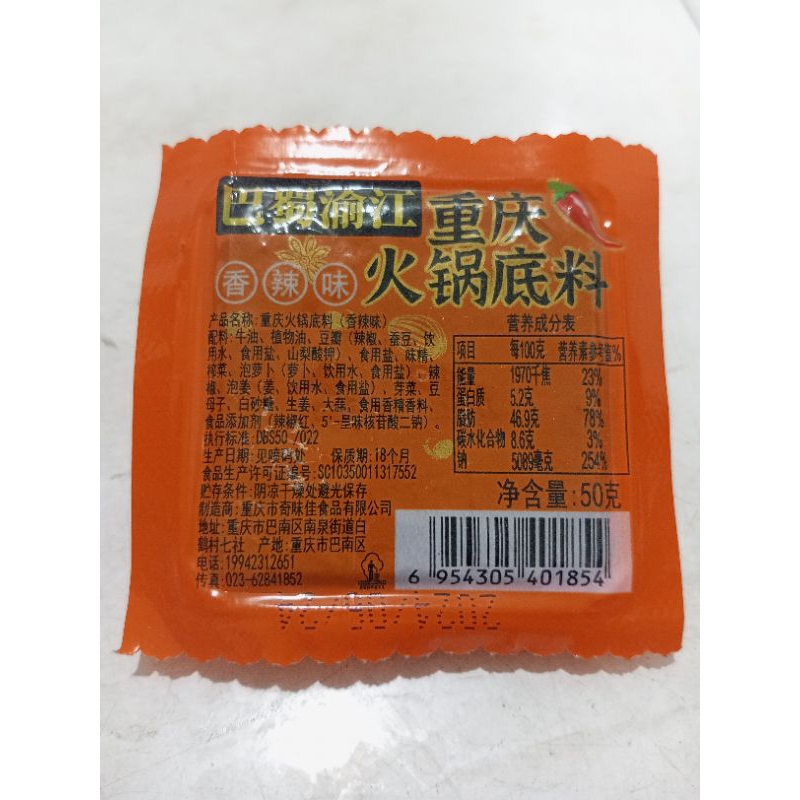 巴蜀渝江
重庆
火锅底料
香辣味
产品名称:重庆火锅底料(香辣味)
配料:牛油、植物油、豆瓣(辣椒、蚕豆、饮
用水、食用盐、山梨酸钾)、食用盐、味精、
榨菜、泡萝卜(萝卜、饮用水、食用盐)、辣
椒、泡姜(姜、饮用水、食用盐)、芽菜、豆
母子、白砂糖、生姜、大蒜、食用香精香料、
食品添加剂(辣椒红、5'-呈味核苷酸二钠)。
执行标准:DBS50/022
生产日期:见喷码处 保质期:18个月
食品生产许可证编号:SC10350011317552
贮存条件:阴凉干燥处避光保存
制造商:重庆市奇味佳食品有限公司
地址:重庆市巴南区南泉街道白
鹤村七社 产地:重庆市巴南区
电话:19942312651
传真:023-62841852
营养成分表
项目 每100克 营养素参考值%
能量 1970千焦 23%
蛋白质 5.2克 9%
脂肪 46.9克 78%
碳水化合物 8.6克 3%
钠 5089毫克 254%
净含量:50克
6 954305 401854